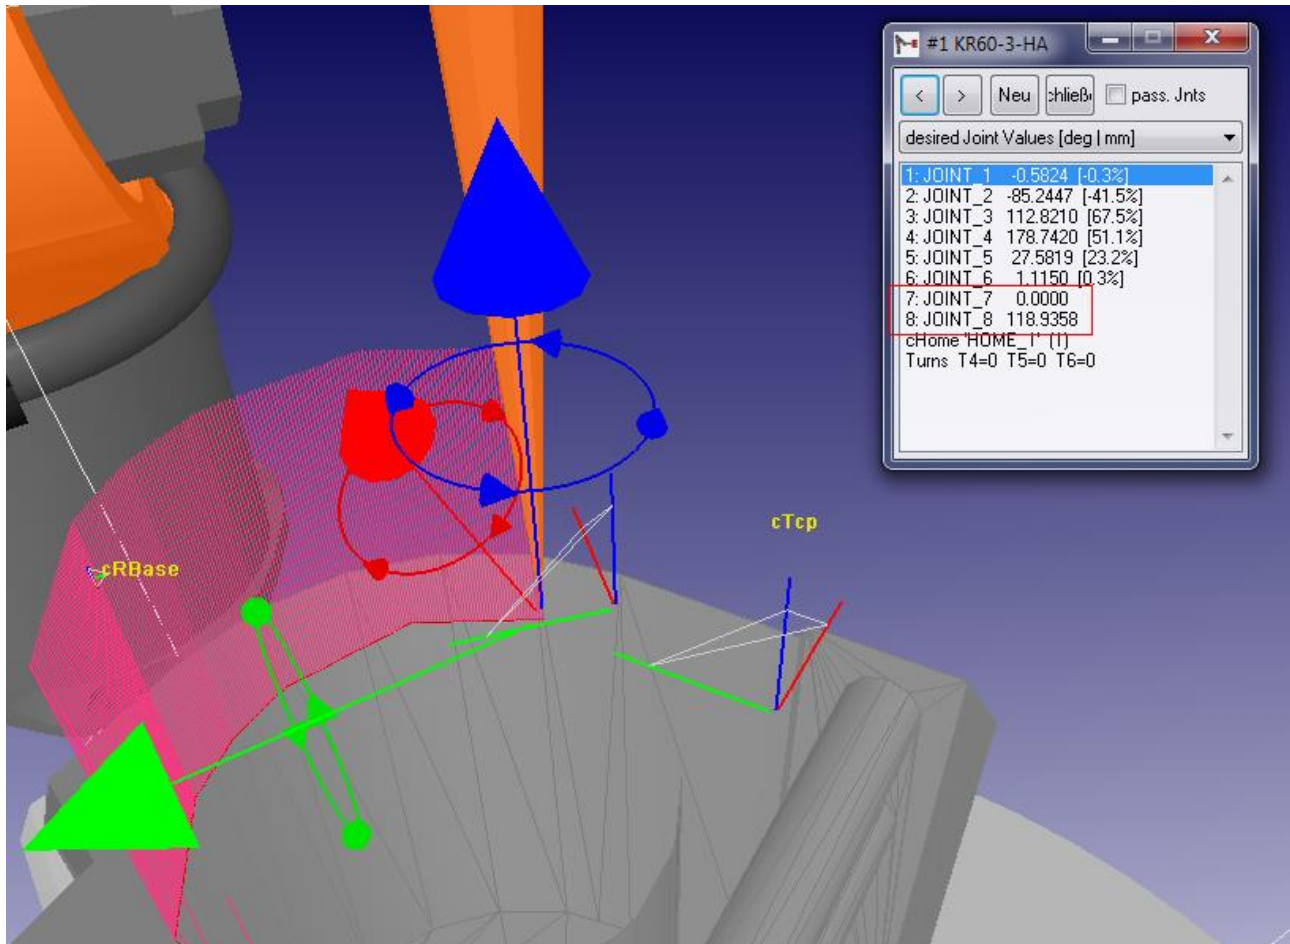 #1 KR60-3-HA
< > Neu chließ pass. Jnts
desired Joint Values [deg | mm]
1: JOINT_1 -0.5824 [-0.3%]
2: JOINT_2 -85.2447 [-41.5%]
3: JOINT_3 112.8210 [67.5%]
4: JOINT_4 178.7420 [51.1%]
5: JOINT_5 27.5819 [23.2%]
6: JOINT_6 1.1150 [0.3%]
7: JOINT_7 0.0000
8: JOINT_8 118.9358
cHome 'HOME_1' (1)
Turns T4=0 T5=0 T6=0
cTcp
cRBase